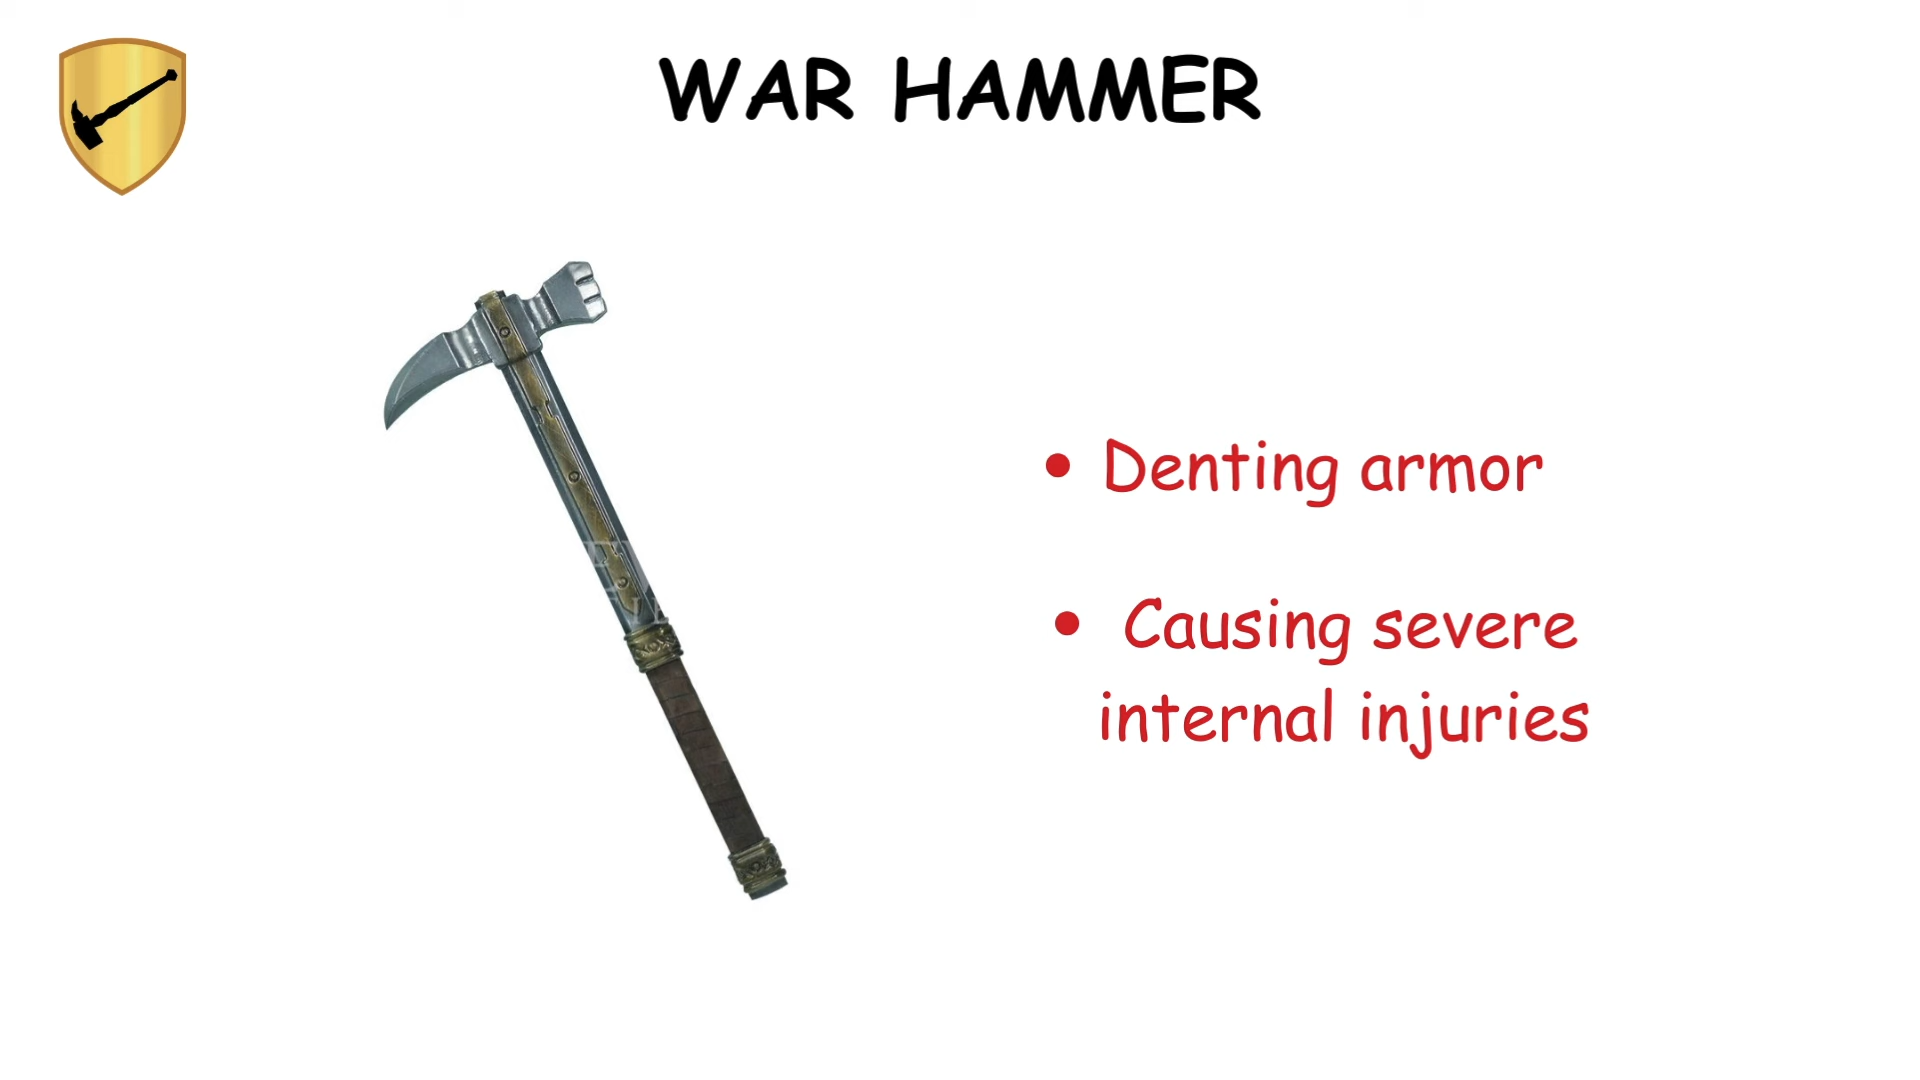 WAR HAMMER
• Denting armor
• Causing severe
internal injuries